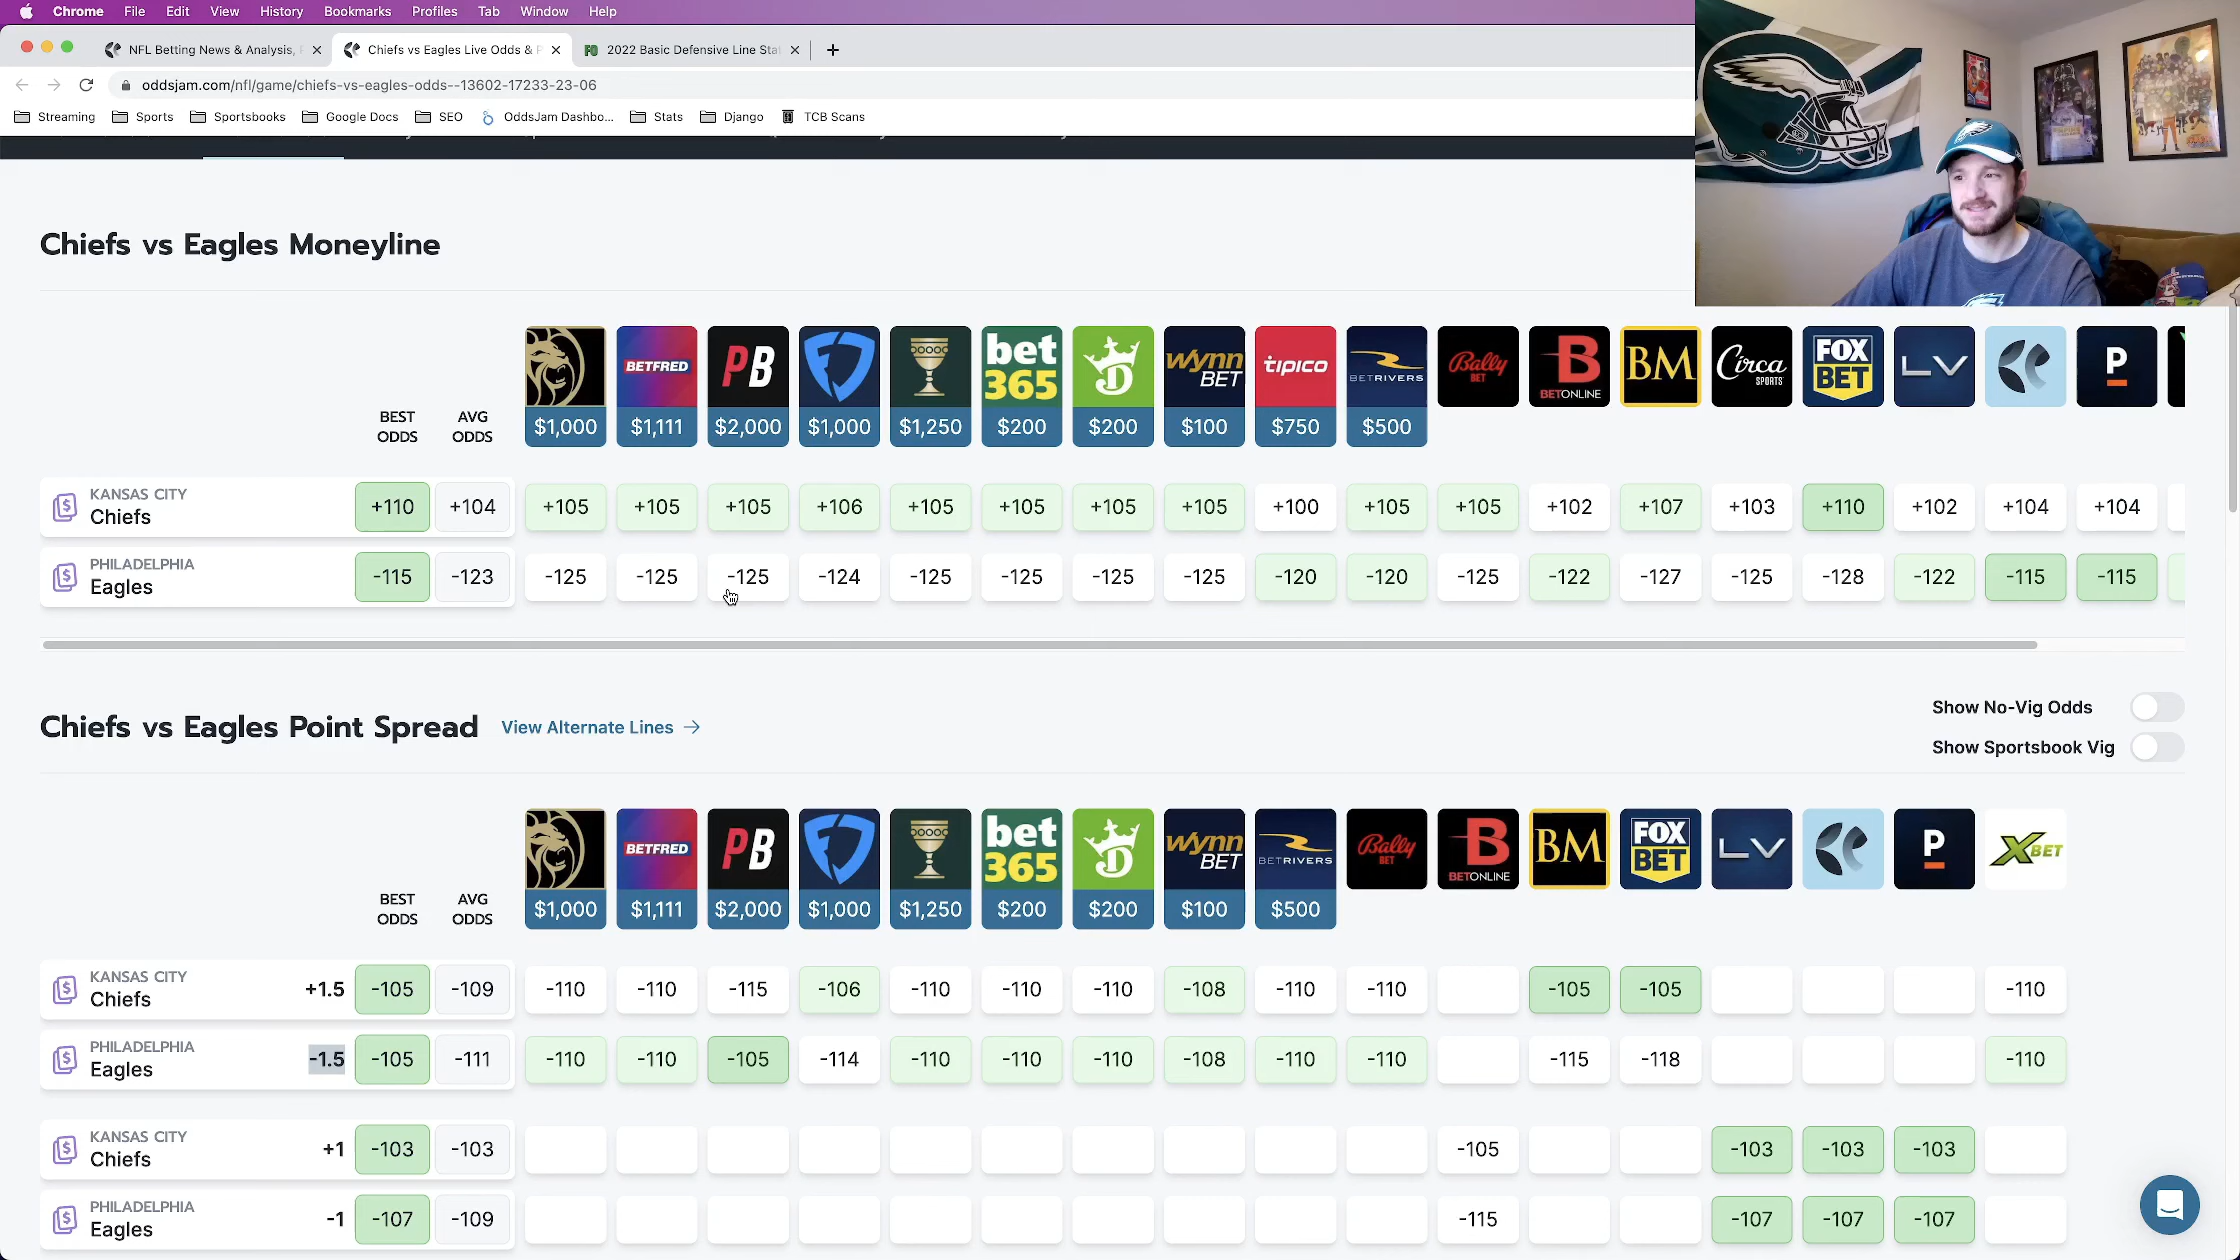 Chrome File Edit View History Bookmarks Profiles Tab Window Help
NFL Betting News & Analysis, Chiefs vs Eagles Live Odds & 2022 Basic Defensive Line
oddsjam.com/nfl/game/chiefs-vs-eagles-odds--13602-17233-23-06
Streaming Sports Sportsbooks Google Docs SEO OddsJam Dashbo... Stats Django TCB Scans
Chiefs vs Eagles Moneyline
BETFRED PB bet365 WynnBET tipico BETRIVERS Bally BET B BETONLINE BM Circa SPORTS FOX BET LV P
BEST ODDS AVG ODDS $1,000 $1,111 $2,000 $1,000 $1,250 $200 $200 $100 $750 $500
KANSAS CITY
Chiefs +110 +104 +105 +105 +105 +106 +105 +105 +105 +105 +100 +105 +105 +102 +107 +103 +110 +102 +104 +104
PHILADELPHIA
Eagles -115 -123 -125 -125 -125 -124 -125 -125 -125 -125 -120 -120 -125 -122 -127 -125 -128 -122 -115 -115
Chiefs vs Eagles Point Spread View Alternate Lines →
Show No-Vig Odds
Show Sportsbook Vig
BETFRED PB bet365 WynnBET BETRIVERS Bally BET B BETONLINE BM FOX BET LV P XBET
BEST ODDS AVG ODDS $1,000 $1,111 $2,000 $1,000 $1,250 $200 $200 $100 $500
KANSAS CITY
Chiefs +1.5 -105 -109 -110 -110 -115 -106 -110 -110 -110 -108 -110 -110 -105 -105 -110
PHILADELPHIA
Eagles -1.5 -105 -111 -110 -110 -105 -114 -110 -110 -110 -108 -110 -110 -115 -118 -110
KANSAS CITY
Chiefs +1 -103 -103 -105 -103 -103 -103
PHILADELPHIA
Eagles -1 -107 -109 -115 -107 -107 -107